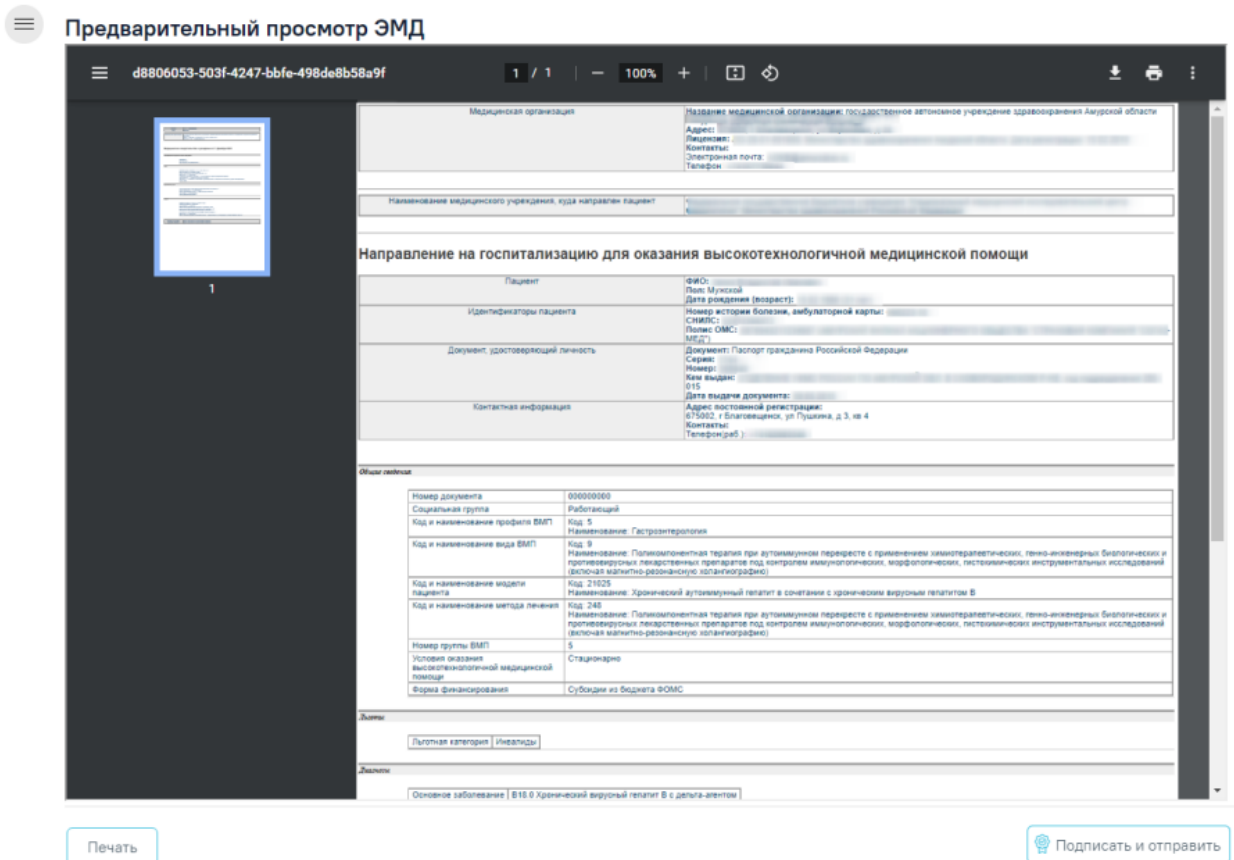 Предварительный просмотр ЭМД
d8806053-503f-4247-bbfe-498de8b58a9f
1 / 1
100%
1
Медицинская организация
Название медицинской организации: государственное автономное учреждение здравоохранения Амурской области
Адрес:
Лицензия:
Контакты:
Электронная почта:
Телефон
Наименование медицинского учреждения, куда направлен пациент
Направление на госпитализацию для оказания высокотехнологичной медицинской помощи
Пациент
ФИО:
Пол: Мужской
Дата рождения (возраст):
Идентификаторы пациента
Номер истории болезни, амбулаторной карты:
СНИЛС:
Полис ОМС:
МЕД")
Документ, удостоверяющий личность
Документ: Паспорт гражданина Российской Федерации
Серия:
Номер:
Кем выдан:
015
Дата выдачи документа:
Контактная информация
Адрес постоянной регистрации:
675002, г Благовещенск, ул Пушкина, д 3, кв 4
Контакты:
Телефон(раб.)
Общие сведения
Номер документа
000000000
Социальная группа
Работающий
Код и наименование профиля ВМП
Код: 5
Наименование: Гастроэнтерология
Код и наименование вида ВМП
Код: 9
Наименование: Поликомпонентная терапия при аутоиммунном перекресте с применением химиотерапевтических, генно-инженерных биологических и
противовирусных лекарственных препаратов под контролем иммунологических, морфологических, гистохимических инструментальных исследований
(включая магнитно-резонансную холангиографию)
Код и наименование модели
пациента
Код: 21025
Наименование: Хронический аутоиммунный гепатит в сочетании с хроническим вирусным гепатитом В
Код и наименование метода лечения
Код: 248
Наименование: Поликомпонентная терапия при аутоиммунном перекресте с применением химиотерапевтических, генно-инженерных биологических и
противовирусных лекарственных препаратов под контролем иммунологических, морфологических, гистохимических инструментальных исследований
(включая магнитно-резонансную холангиографию)
Номер группы ВМП
5
Условия оказания
высокотехнологичной медицинской
помощи
Стационарно
Форма финансирования
Субсидии из бюджета ФОМС
Льготы
Льготная категория
Инвалиды
Диагнозы
Основное заболевание
B18.0 Хронический вирусный гепатит B с дельта-агентом
Печать
Подписать и отправить